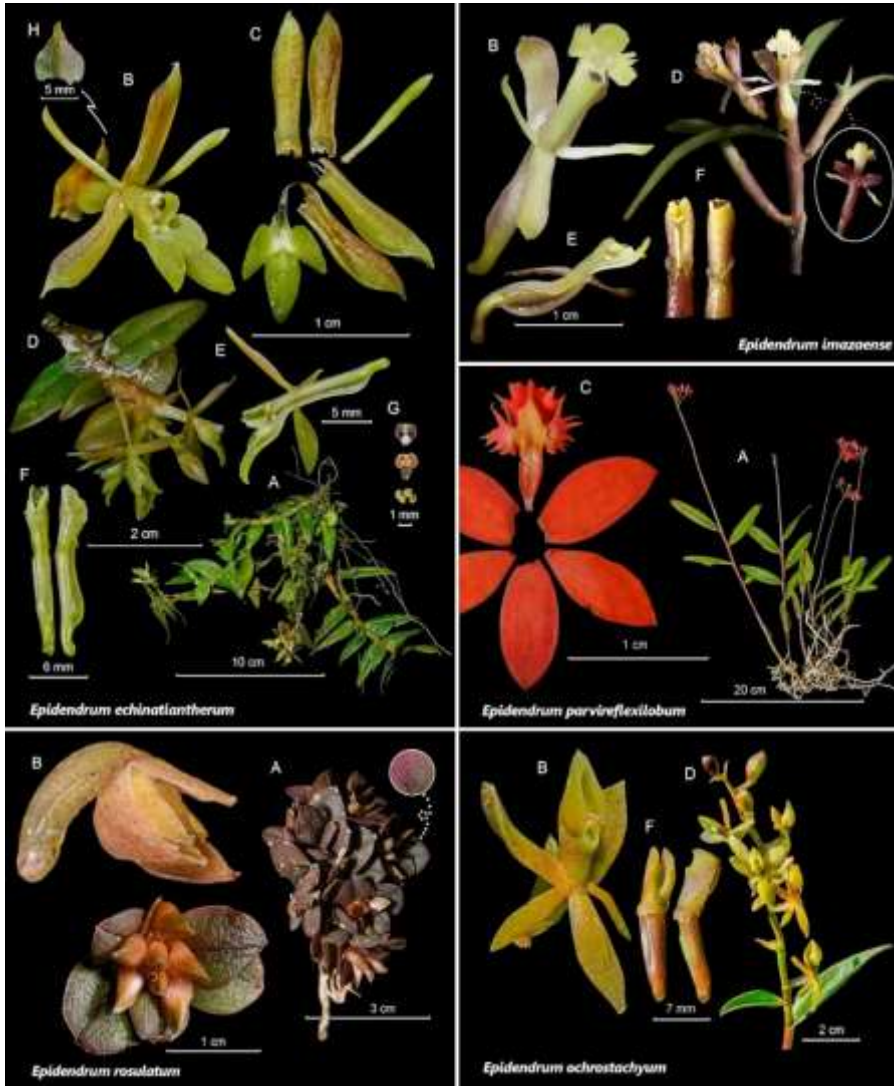 H
B
C
5 mm
1 cm
D
E
5 mm
G
F
A
1 mm
2 cm
6 mm
10 cm
Epidendrum echinatiantherum
B
D
F
E
1 cm
Epidendrum imazaense
C
A
1 cm
20 cm
Epidendrum parvireflexilobum
B
A
3 cm
1 cm
Epidendrum rosulatum
B
D
F
7 mm
2 cm
Epidendrum ochrostachyum